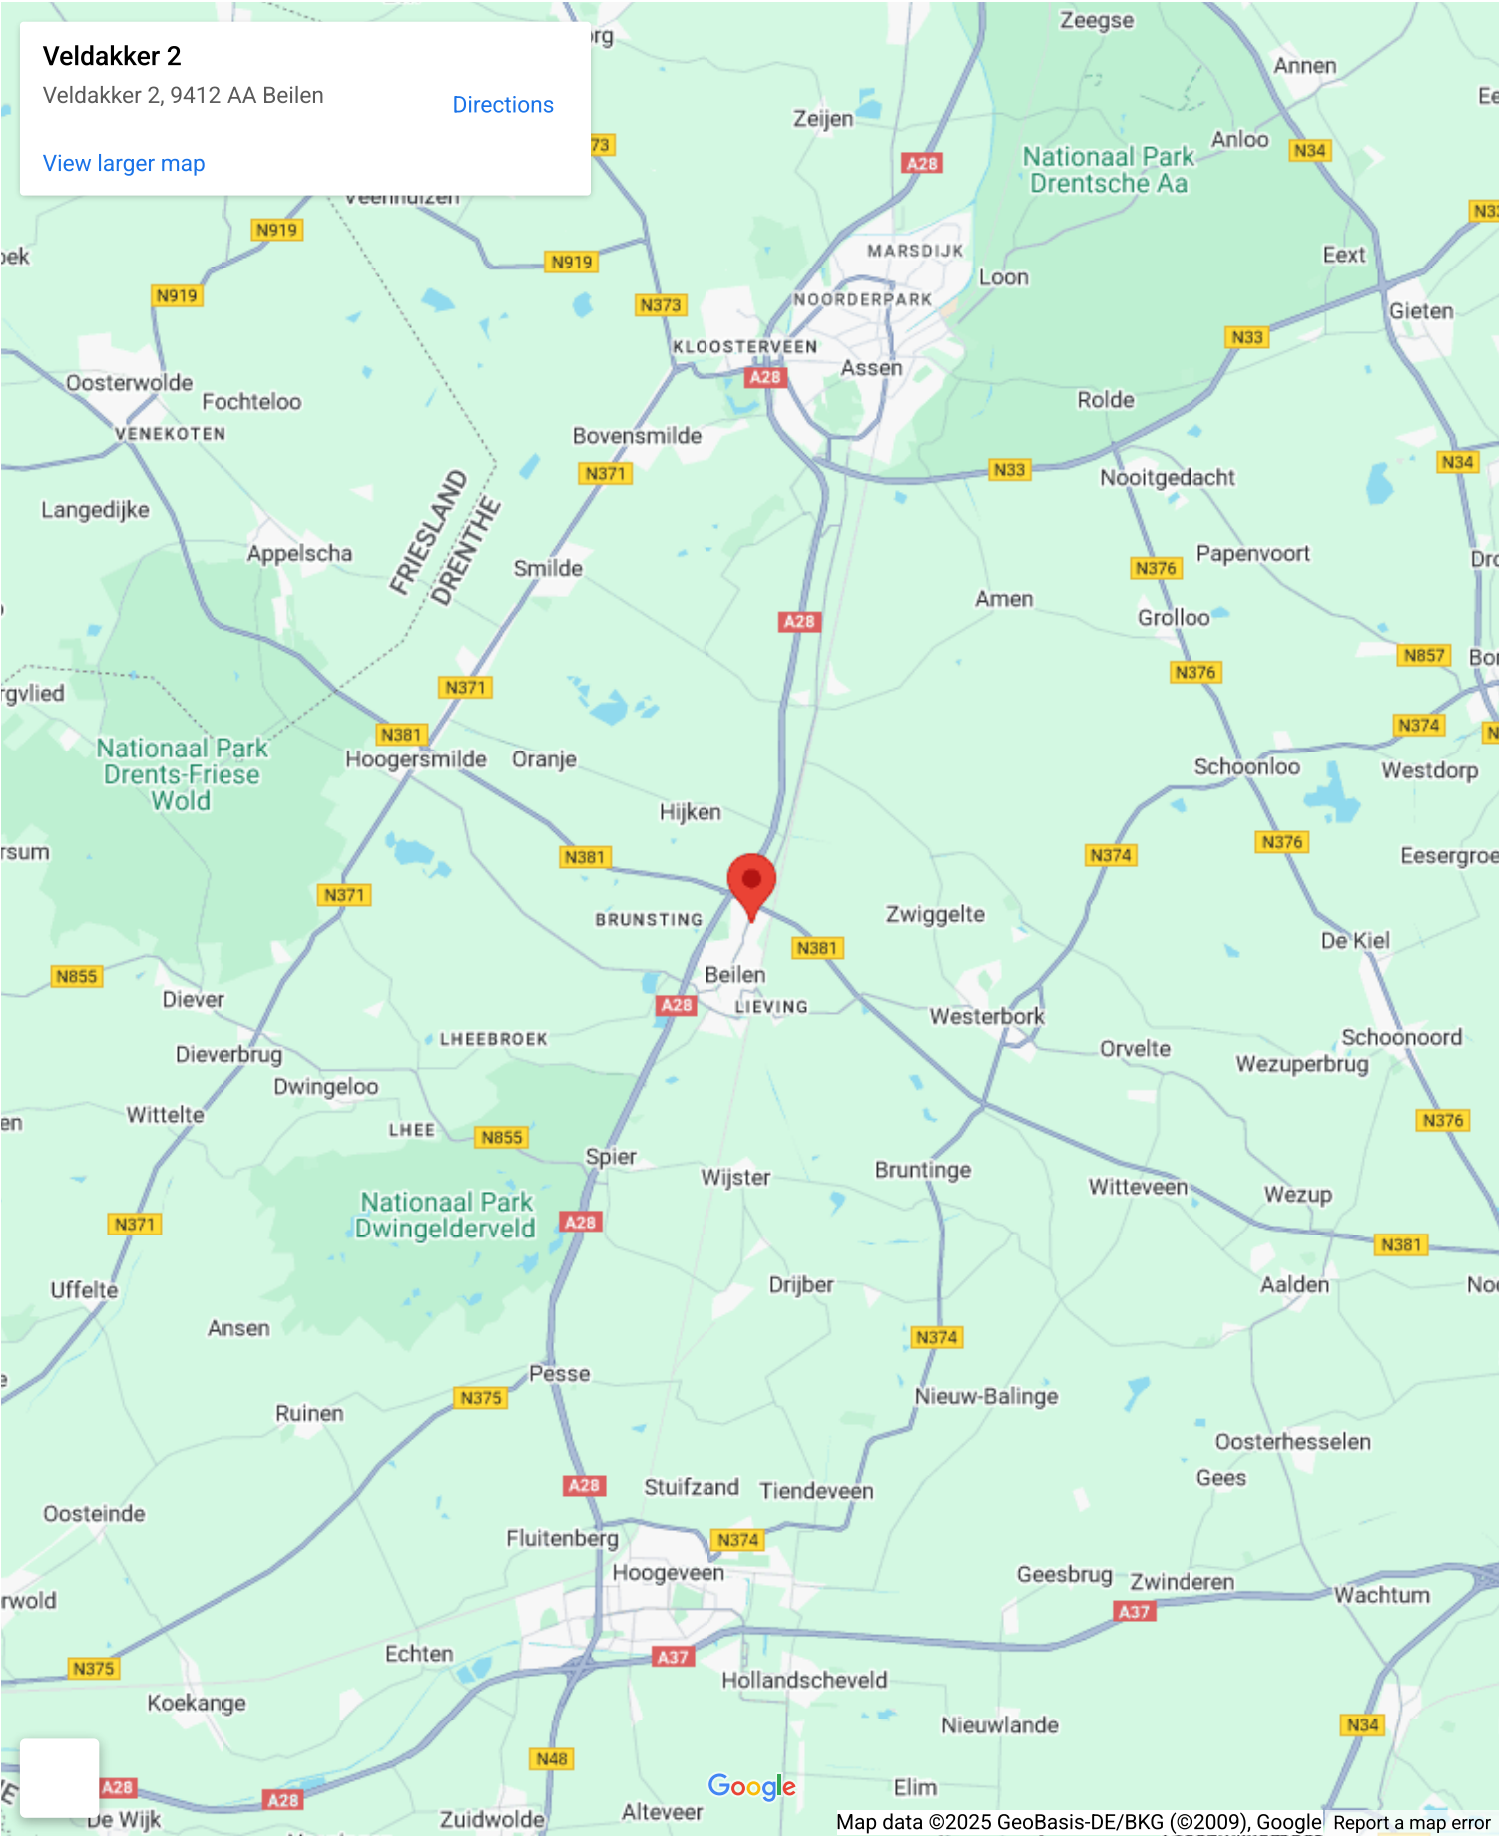 Veldakker 2
Veldakker 2, 9412 AA Beilen
Directions
View larger map
Zeegse
Annen
Zeijen
Anloo
N34
A28
Nationaal Park
Drentsche Aa
73
Veenhuizen
N919
N919
N919
N373
MARSDIJK
Loon
Eext
NOORDERPARK
Gieten
N33
KLOOSTERVEEN
Assen
A28
Oosterwolde
Fochteloo
Rolde
VENEKOTEN
Bovensmilde
N371
N33
N34
Nooitgedacht
Langedijke
Appelscha
FRIESLAND
DRENTHE
Smilde
Papenvoort
N376
Amen
Grolloo
A28
N857
N376
N371
rgvlied
N374
N381
Nationaal Park
Drents-Friese
Wold
Hoogersmilde
Oranje
Schoonloo
Westdorp
Hijken
N376
N374
Eesergroe
rsum
N381
N371
BRUNSTING
Zwiggelte
De Kiel
N381
N855
Beilen
Diever
A28
LIEVING
Westerbork
LHEEBROEK
Schoonoord
Orvelte
Wezuperbrug
Dieverbrug
Dwingeloo
Wittelte
N376
LHEE
N855
Spier
Wijster
Bruntinge
Witteveen
Wezup
Nationaal Park
Dwingelderveld
A28
N371
N381
Uffelte
Drijber
Aalden
Ansen
N374
Pesse
N375
Nieuw-Balinge
Ruinen
Oosterhesselen
Gees
A28
Stuifzand
Tiendeveen
Oosteinde
Fluitenberg
N374
Hoogeveen
Geesbrug
Zwinderen
Wachtum
rwold
A37
Echten
A37
N375
Hollandscheveld
Koekange
Nieuwlande
N34
N48
A28
A28
Google
Elim
De Wijk
Zuidwolde
Alteveer
Map data ©2025 GeoBasis-DE/BKG (©2009), Google
Report a map error